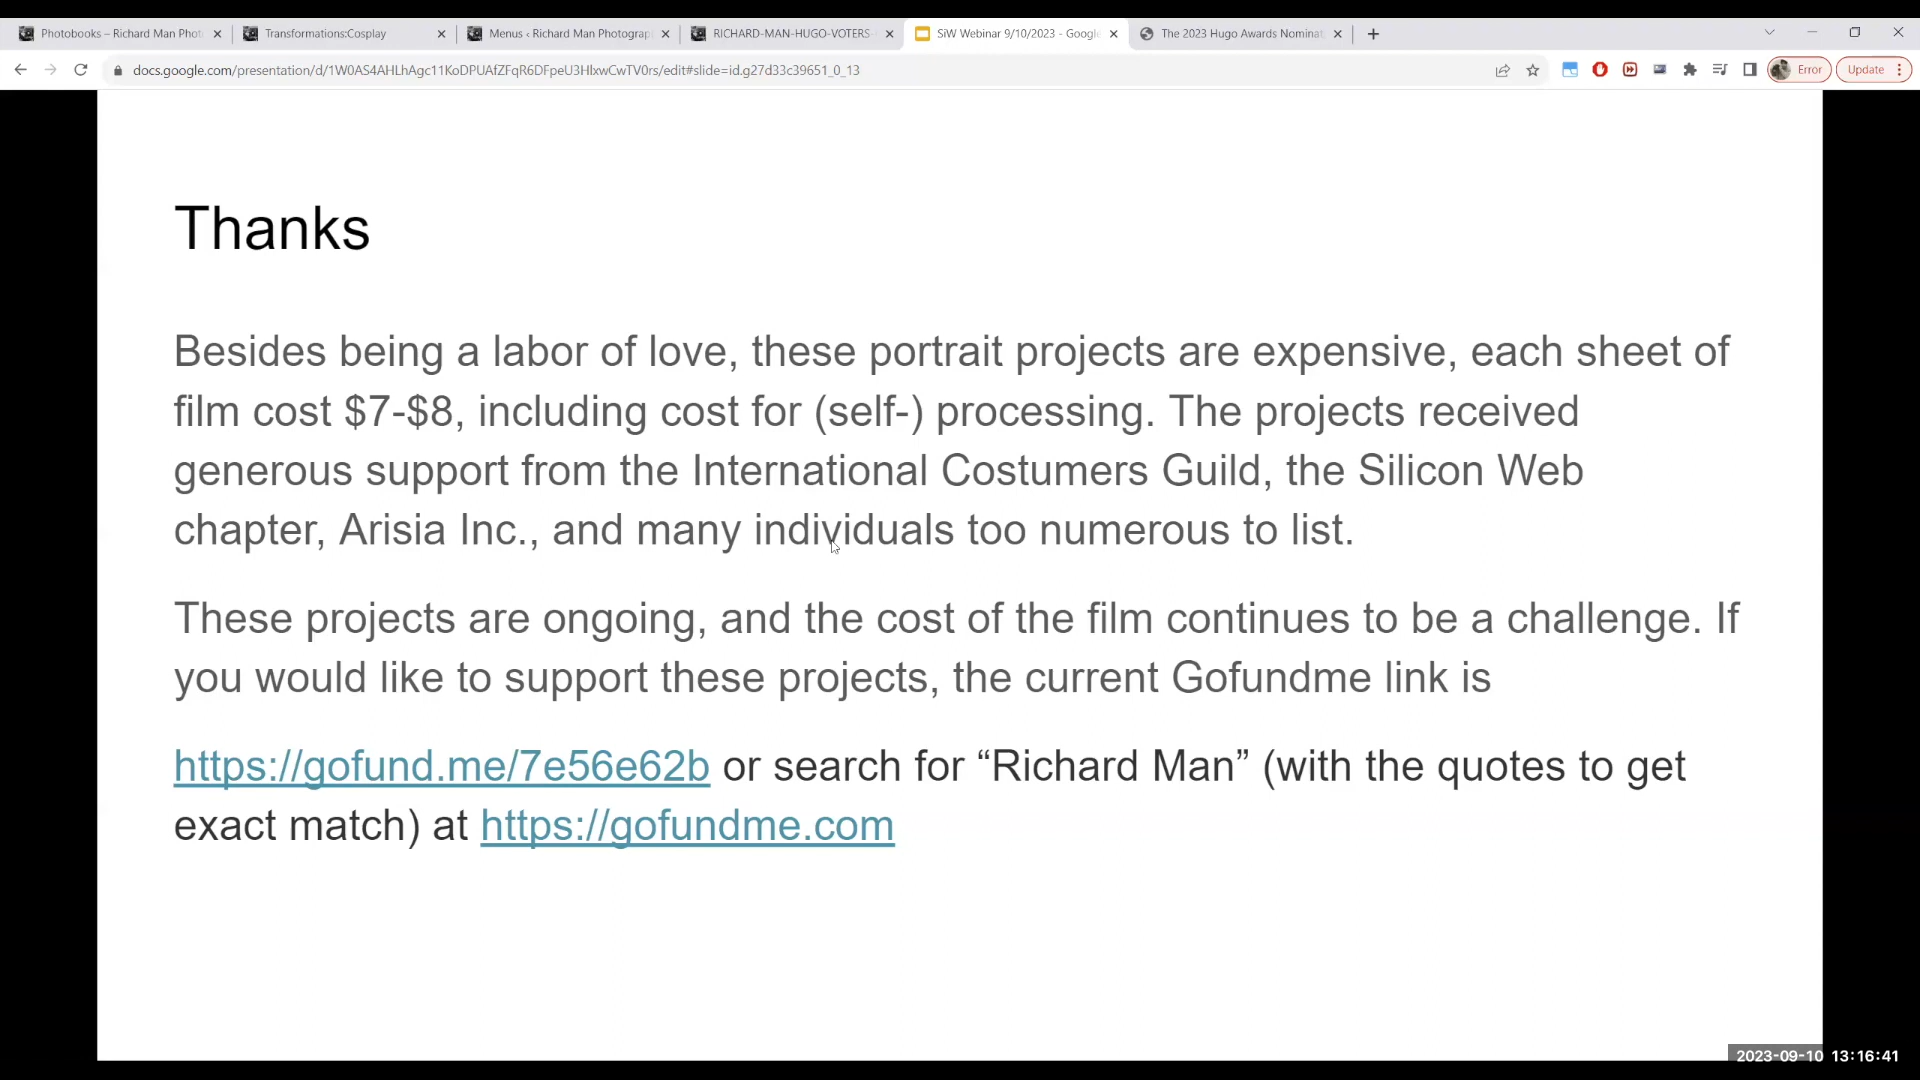 Photobooks – Richard Man Phot
Transformations:Cosplay
Menus ‹ Richard Man Photograp
RICHARD-MAN-HUGO-VOTERS-
SiW Webinar 9/10/2023 - Google
The 2023 Hugo Awards Nominat
docs.google.com/presentation/d/1W0AS4AHLhAgc11KoDPUAfZFqR6DFpeU3HlxwCwTV0rs/edit#slide=id.g27d33c39651_0_13
Error
Update
Thanks
Besides being a labor of love, these portrait projects are expensive, each sheet of
film cost $7-$8, including cost for (self-) processing. The projects received
generous support from the International Costumers Guild, the Silicon Web
chapter, Arisia Inc., and many individuals too numerous to list.
These projects are ongoing, and the cost of the film continues to be a challenge. If
you would like to support these projects, the current Gofundme link is
https://gofund.me/7e56e62b or search for “Richard Man” (with the quotes to get
exact match) at https://gofundme.com
2023-09-10 13:16:41